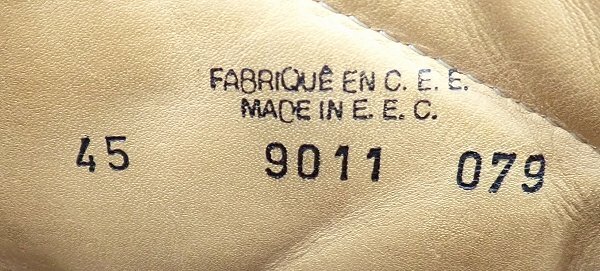 FABRIQUÊ EN C. E. E.
MADE IN E. E. C.
45 9011 079